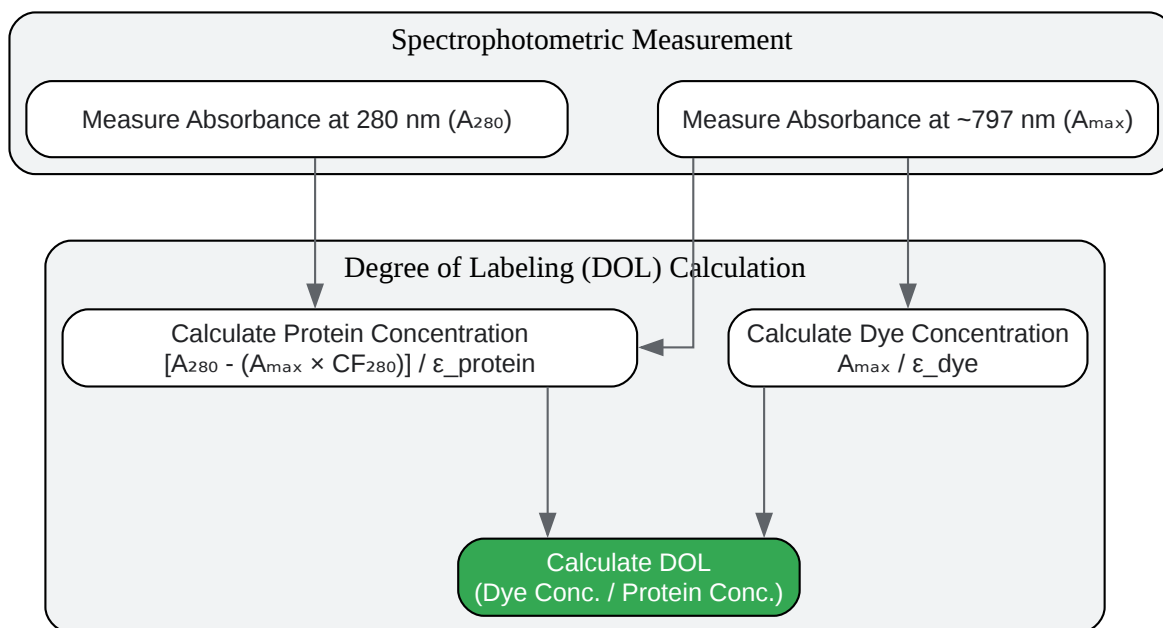 Spectrophotometric Measurement
Measure Absorbance at 280 nm (A₂₈₀)
Measure Absorbance at ~797 nm (Aₘₐₓ)
Degree of Labeling (DOL) Calculation
Calculate Protein Concentration
[A₂₈₀ - (Aₘₐₓ × CF₂₈₀)] / ε_protein
Calculate Dye Concentration
Aₘₐₓ / ε_dye
Calculate DOL
(Dye Conc. / Protein Conc.)